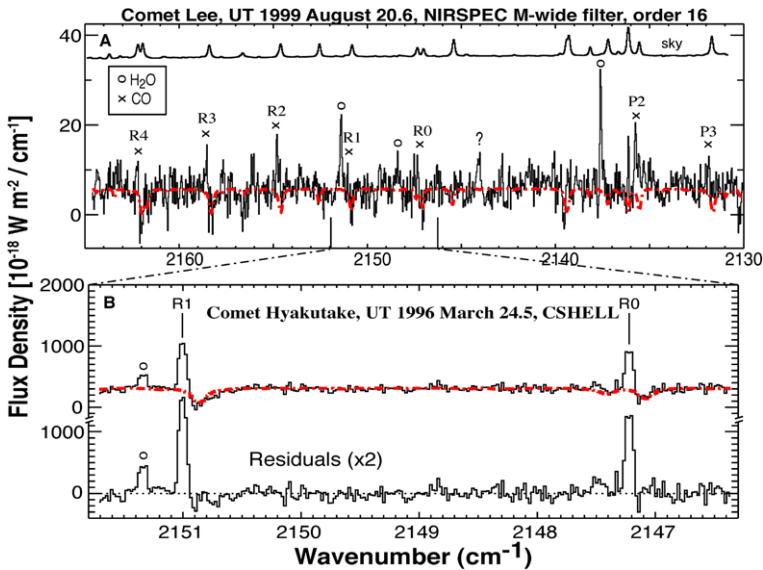 Comet Lee, UT 1999 August 20.6, NIRSPEC M-wide filter, order 16
40
A
sky
o H₂O
× CO
R4
R3
R2
o
R1
o
R0
?
o
P2
P3
20
0
2160
2150
2140
2130
Flux Density [10⁻¹⁸ W m⁻² / cm⁻¹]
2000
B
R1
Comet Hyakutake, UT 1996 March 24.5, CSHELL
R0
1000
o
0
1000
o
Residuals (x2)
0
2151
2150
2149
2148
2147
Wavenumber (cm⁻¹)